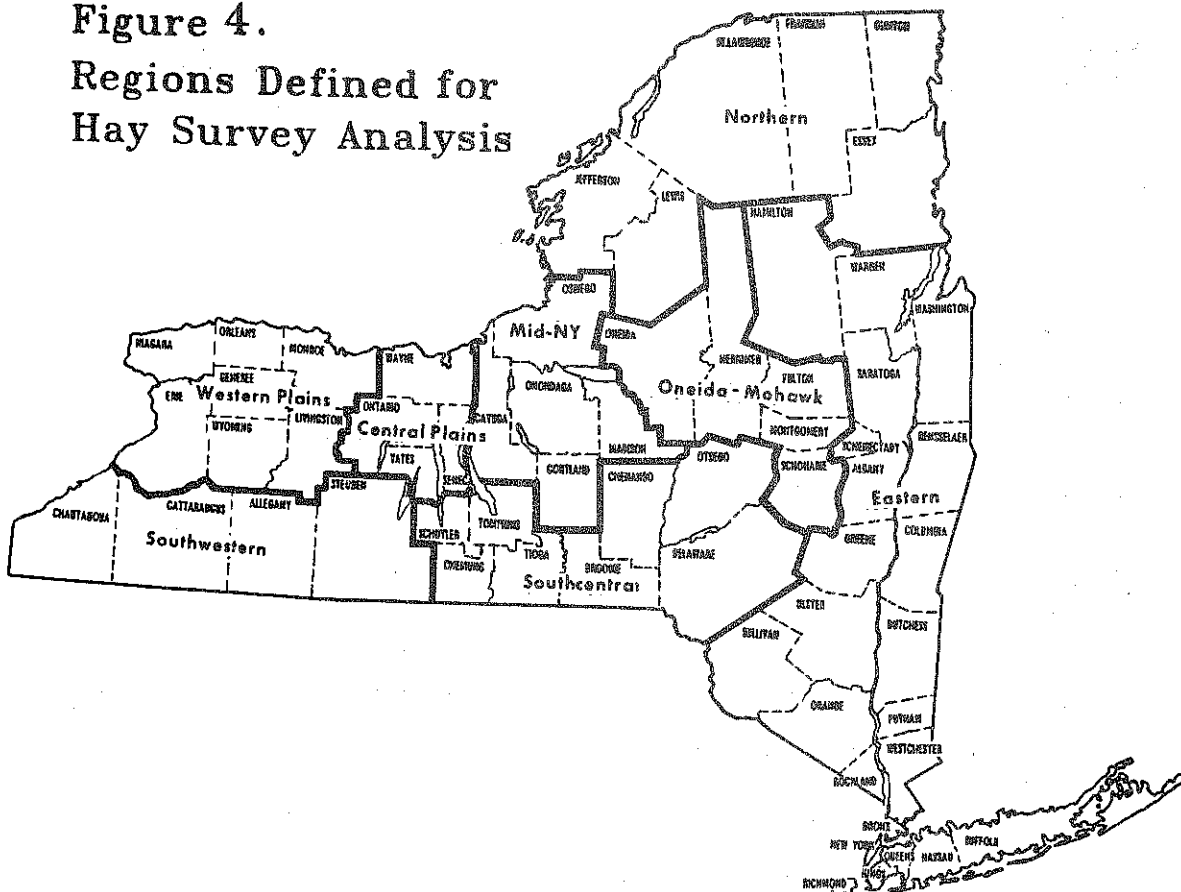 Figure 4.
Regions Defined for
Hay Survey Analysis
FRANKLIN
CLINTON
Northern
ESSEX
JEFFERSON
LEWIS
HAMILTON
WARREN
WASHINGTON
OSWEGO
Mid-NY
ONEIDA
HERKIMER
FULTON
SARATOGA
Oneida-Mohawk
MONTGOMERY
NIAGARA
ORLEANS
MONROE
WAYNE
GENESEE
ERIE
Western Plains
WYOMING
LIVINGSTON
ONTARIO
Central Plains
YATES
SENECA
CAYUGA
ONONDAGA
MADISON
CORTLAND
CHENANGO
OTSEGO
SCHOHARIE
SCHENECTADY
ALBANY
RENSSELAER
Eastern
GREENE
COLUMBIA
CHAUTAUQUA
CATTARAUGUS
ALLEGANY
STEUBEN
Southwestern
SCHUYLER
TOMPKINS
CHEMUNG
TIOGA
BROOME
Southcentral
DELAWARE
ULSTER
SULLIVAN
DUTCHESS
ORANGE
PUTNAM
WESTCHESTER
ROCKLAND
BRONX
NEW YORK
QUEENS
NASSAU
SUFFOLK
KINGS
RICHMOND